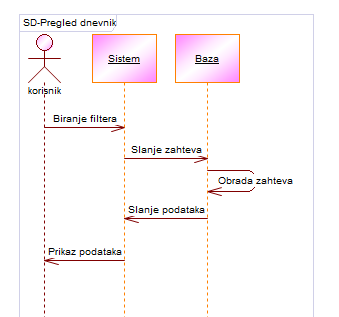 SD-Pregled dnevnik
Sistem
Baza
korisnik
Biranje filtera
Slanje zahteva
Obrada zahteva
Slanje podataka
Prikaz podataka